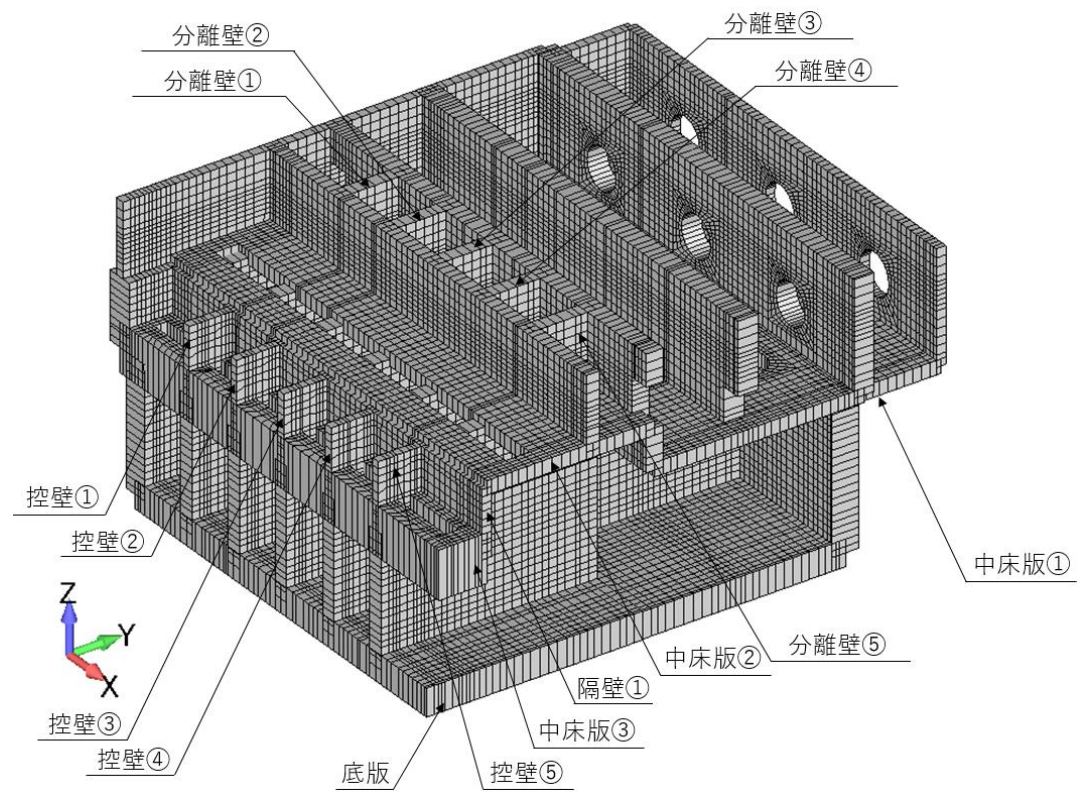 分離壁②
分離壁③
分離壁①
分離壁④
控壁①
控壁②
中床版①
Z
Y
X
分離壁⑤
中床版②
隔壁①
控壁③
中床版③
控壁④
底版
控壁⑤